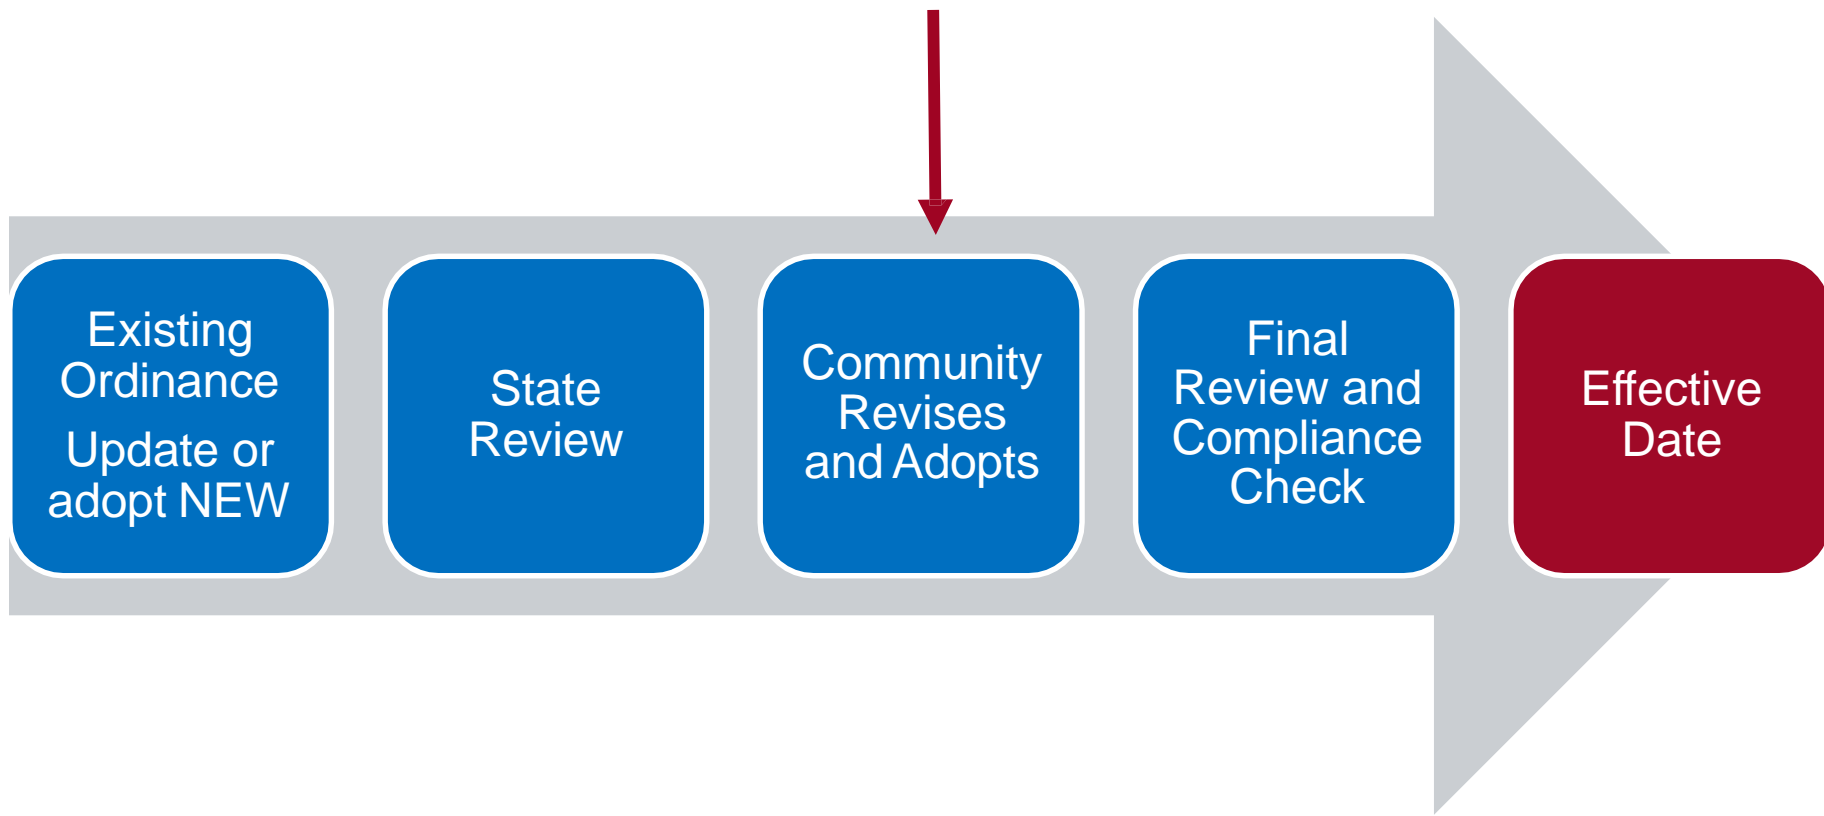 Existing
Ordinance
Update or
adopt NEW
State
Review
Community
Revises
and Adopts
Final
Review and
Compliance
Check
Effective
Date